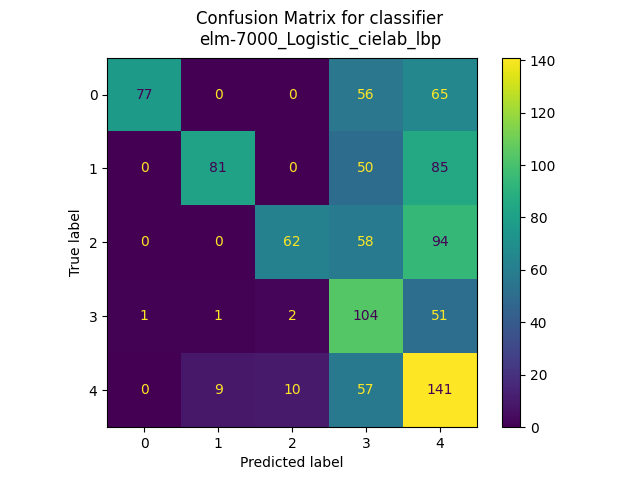 Confusion Matrix for classifier
elm-7000_Logistic_cielab_lbp
140
0 77 0 0 56 65
120
1 0 81 0 50 85
100
80
True label
2 0 0 62 58 94
60
3 1 1 2 104 51
40
20
4 0 9 10 57 141
0
0 1 2 3 4
Predicted label